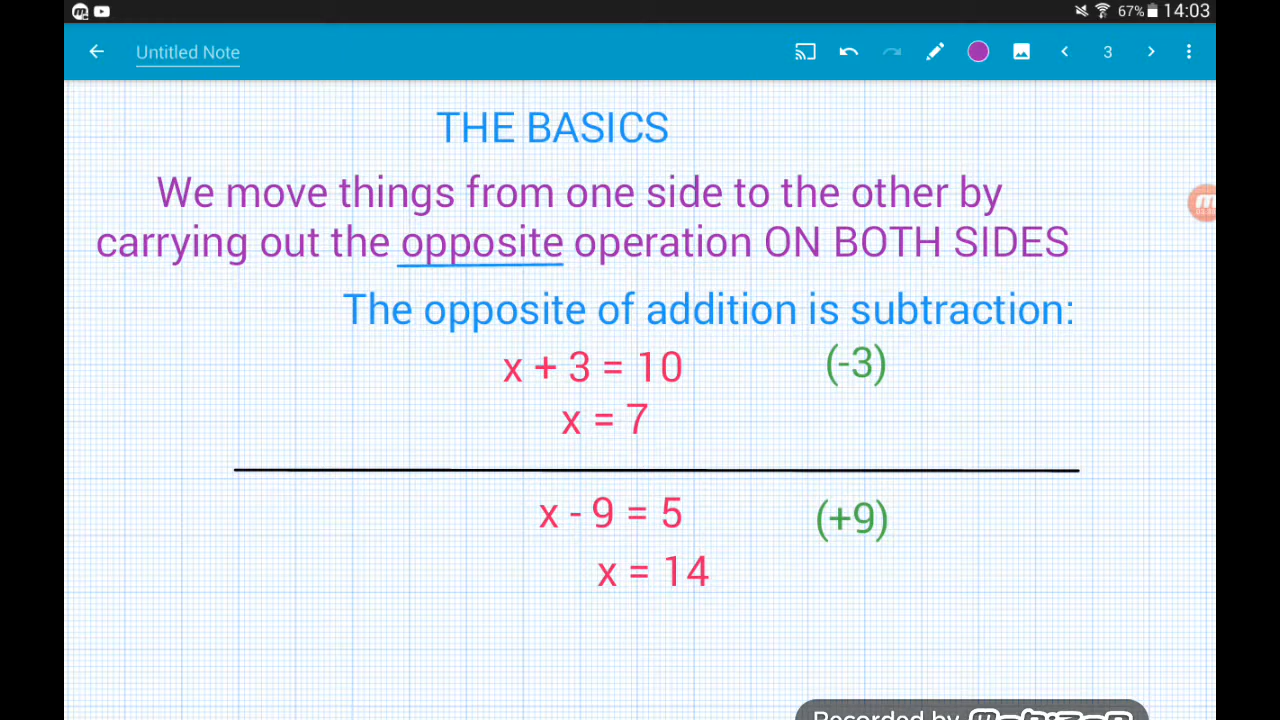 67% 14:03
Untitled Note 3
THE BASICS
We move things from one side to the other by
carrying out the opposite operation ON BOTH SIDES
The opposite of addition is subtraction:
x + 3 = 10 (-3)
x = 7
x - 9 = 5 (+9)
x = 14
Recorded by